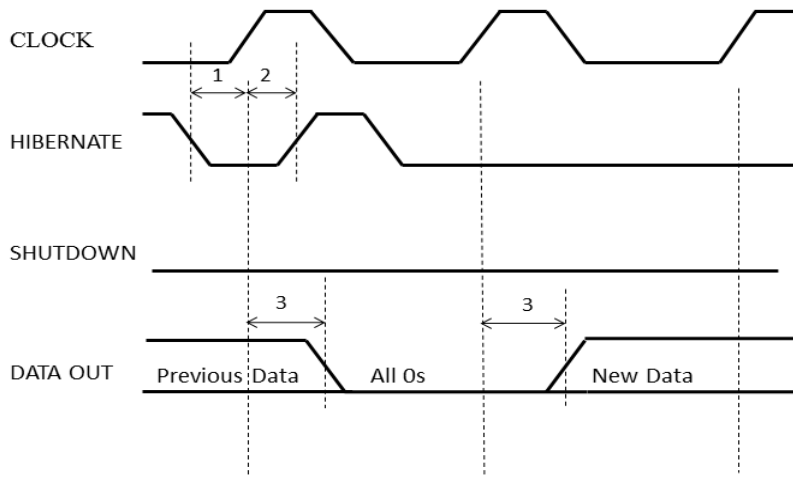 CLOCK
1 2
HIBERNATE
SHUTDOWN
3 3
DATA OUT Previous Data All 0s New Data